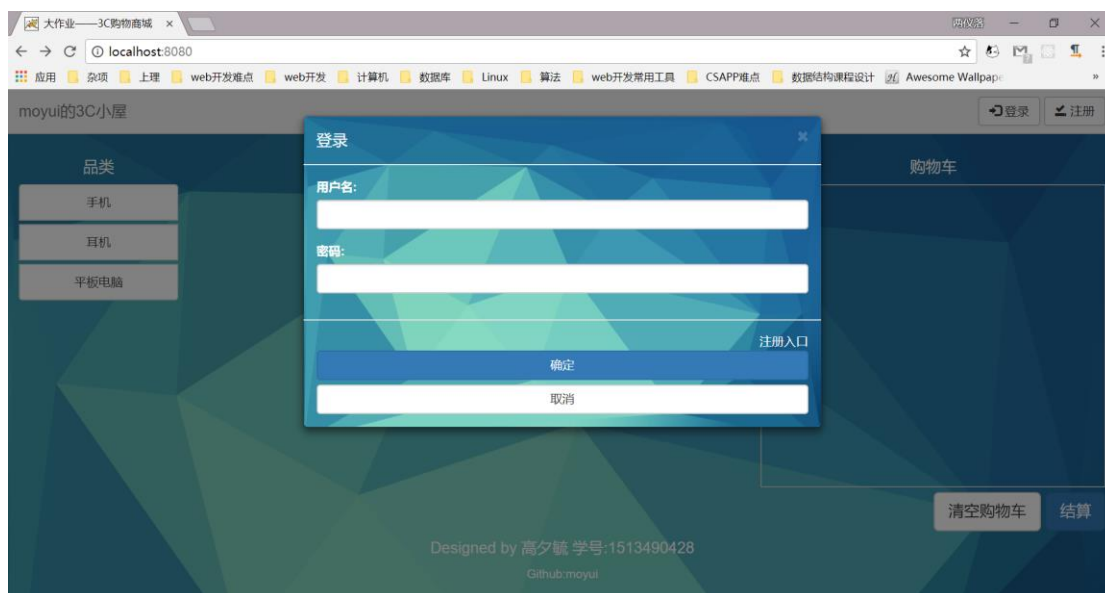 大作业——3C购物商城
两仪落
localhost:8080
应用 杂项 上理 web开发难点 web开发 计算机 数据库 Linux 算法 web开发常用工具 CSAPP难点 数据结构课程设计 Awesome Wallpape »
moyui的3C小屋 登录 注册
登录
品类
购物车
用户名:
手机
耳机
密码:
平板电脑
注册入口
确定
取消
清空购物车 结算
Designed by 高夕毓 学号:1513490428
Github:moyui